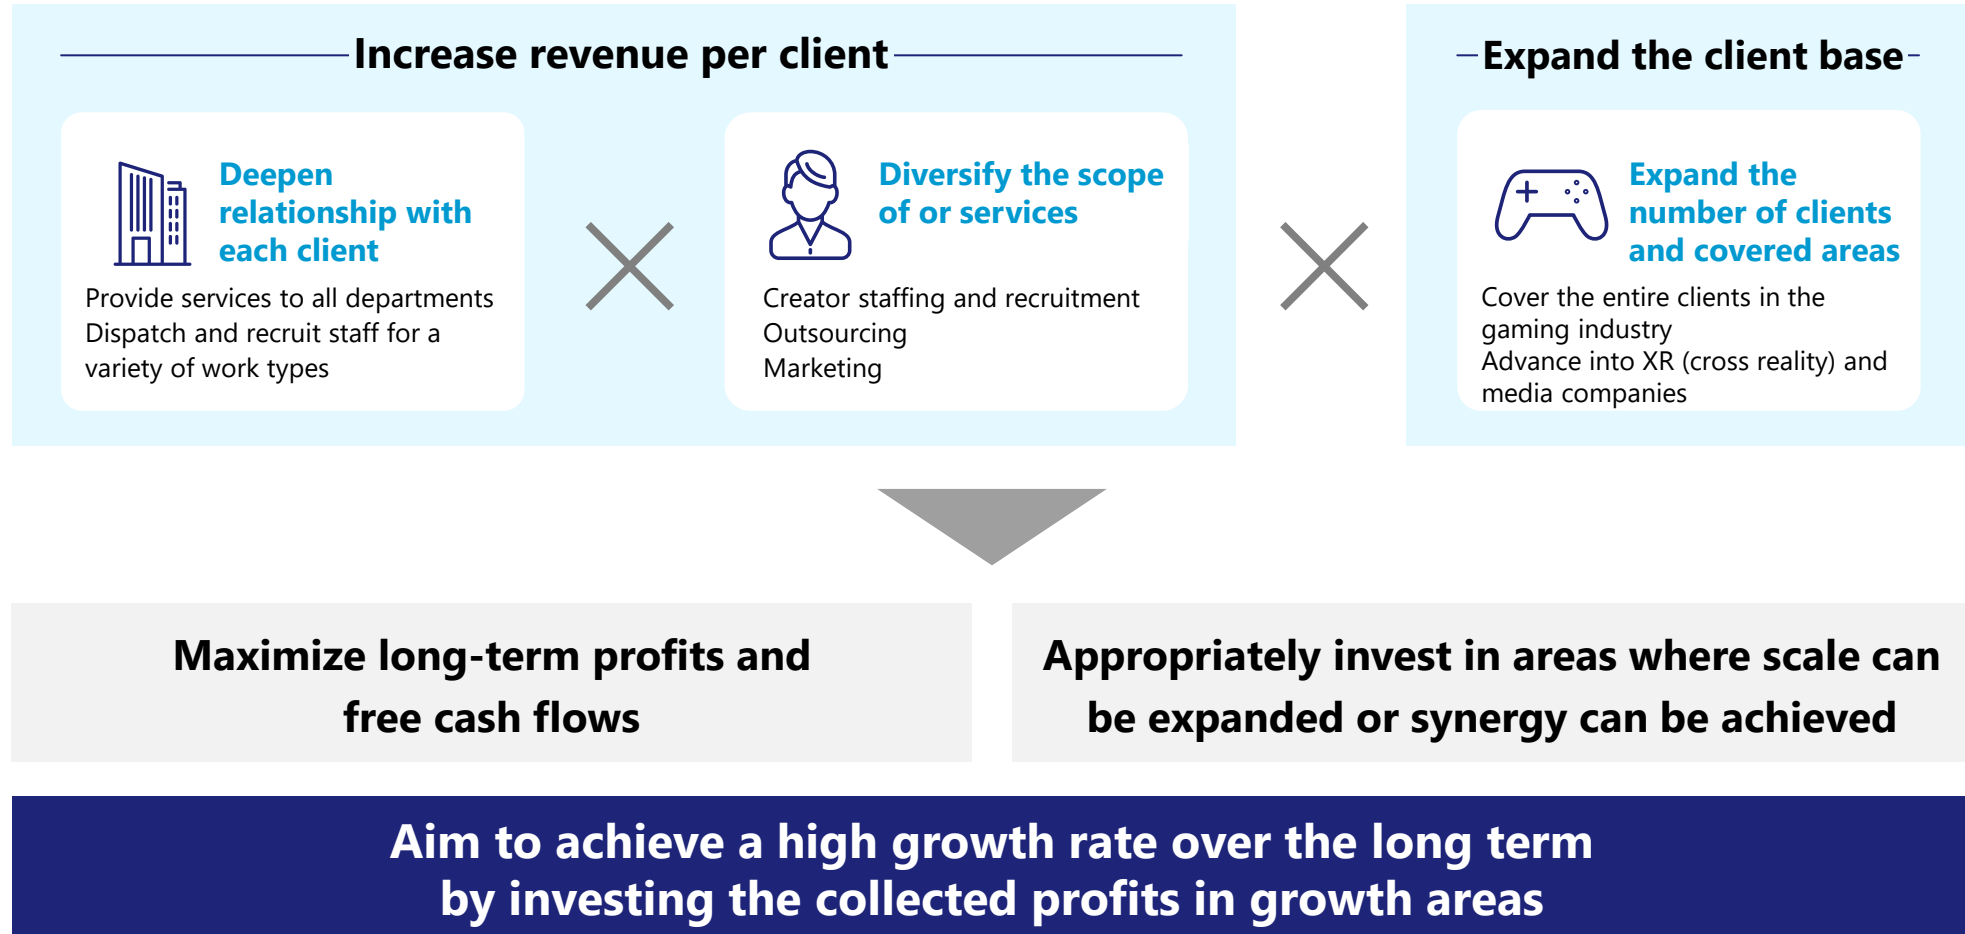 Increase revenue per client
Deepen
relationship with
each client
Provide services to all departments
Dispatch and recruit staff for a
variety of work types
Diversify the scope
of or services
Creator staffing and recruitment
Outsourcing
Marketing
Expand the client base
Expand the
number of clients
and covered areas
Cover the entire clients in the
gaming industry
Advance into XR (cross reality) and
media companies
Maximize long-term profits and
free cash flows
Appropriately invest in areas where scale can
be expanded or synergy can be achieved
Aim to achieve a high growth rate over the long term
by investing the collected profits in growth areas